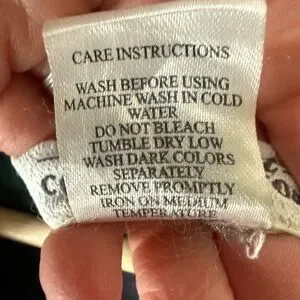 CARE INSTRUCTIONS
WASH BEFORE USING
MACHINE WASH IN COLD
WATER
DO NOT BLEACH
TUMBLE DRY LOW
WASH DARK COLORS
SEPARATELY
REMOVE PROMPTLY
IRON ON MEDIUM
TEMPERATURE